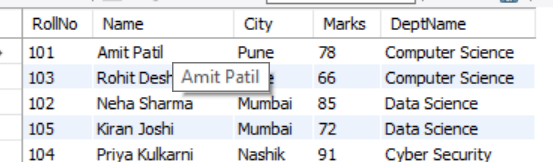 RollNo Name City Marks DeptName
101 Amit Patil Pune 78 Computer Science
103 Rohit Desh Amit Patil e 66 Computer Science
102 Neha Sharma Mumbai 85 Data Science
105 Kiran Joshi Mumbai 72 Data Science
104 Priya Kulkarni Nashik 91 Cyber Security